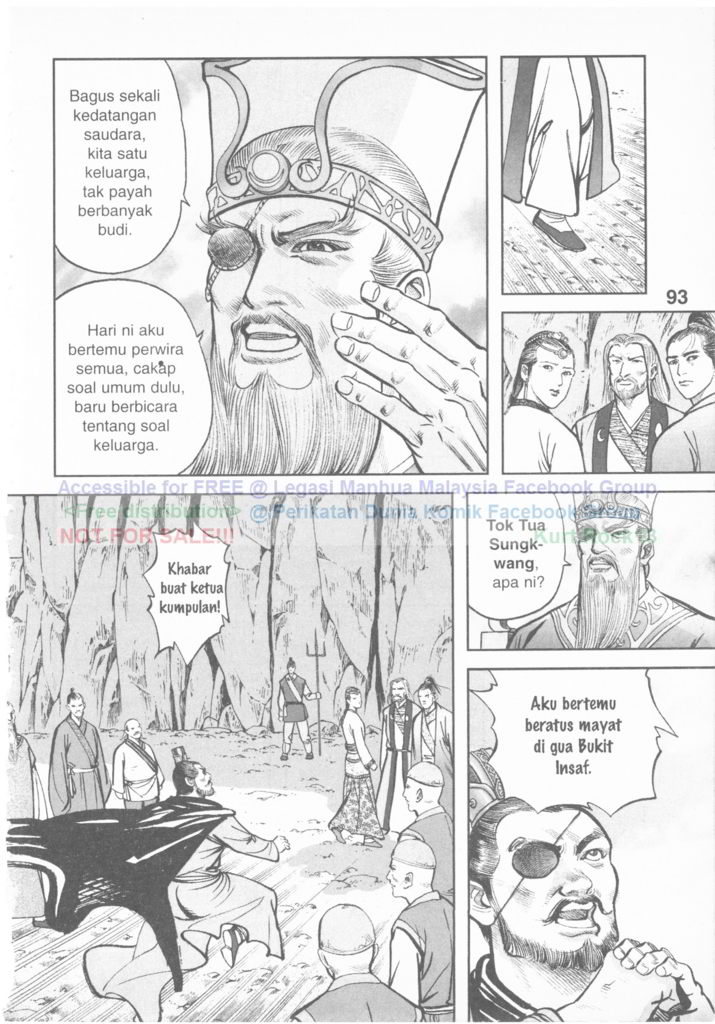 Bagus sekali
kedatangan
saudara,
kita satu
keluarga,
tak payah
berbanyak
budi.
Hari ni aku
bertemu perwira
semua, cakap
soal umum dulu,
baru berbicara
tentang soal
keluarga.
93
Accessible for FREE @ Legasi Manhua Malaysia Facebook Group
<Free distribution> @ Perikatan Dunia Komik Facebook Group
NOT FOR SALE!!!
Khabar
buat ketua
kumpulan!
Tok Tua
Sungk-
wang,
apa ni?
Aku bertemu
beratus mayat
di gua Bukit
Insaf.